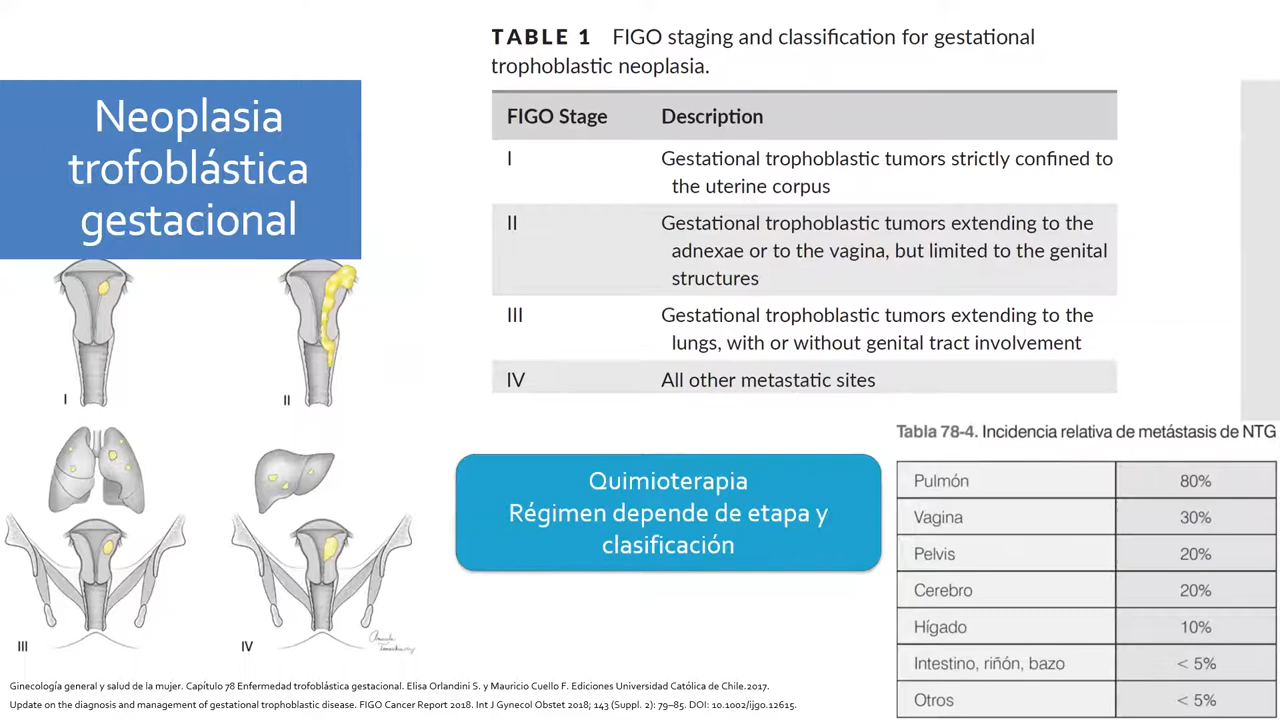 Neoplasia
trofoblástica
gestacional
TABLE 1 FIGO staging and classification for gestational
trophoblastic neoplasia.
FIGO Stage Description
I Gestational trophoblastic tumors strictly confined to
the uterine corpus
II Gestational trophoblastic tumors extending to the
adnexae or to the vagina, but limited to the genital
structures
III Gestational trophoblastic tumors extending to the
lungs, with or without genital tract involvement
IV All other metastatic sites
I
II
III
IV
Quimioterapia
Régimen depende de etapa y
clasificación
Tabla 78-4. Incidencia relativa de metástasis de NTG
Pulmón 80%
Vagina 30%
Pelvis 20%
Cerebro 20%
Hígado 10%
Intestino, riñón, bazo < 5%
Otros < 5%
Ginecología general y salud de la mujer. Capítulo 78 Enfermedad trofoblástica gestacional. Elisa Orlandini S. y Mauricio Cuello F. Ediciones Universidad Católica de Chile.2017.
Update on the diagnosis and management of gestational trophoblastic disease. FIGO Cancer Report 2018. Int J Gynecol Obstet 2018; 143 (Suppl. 2): 79–85. DOI: 10.1002/ijgo.12615.